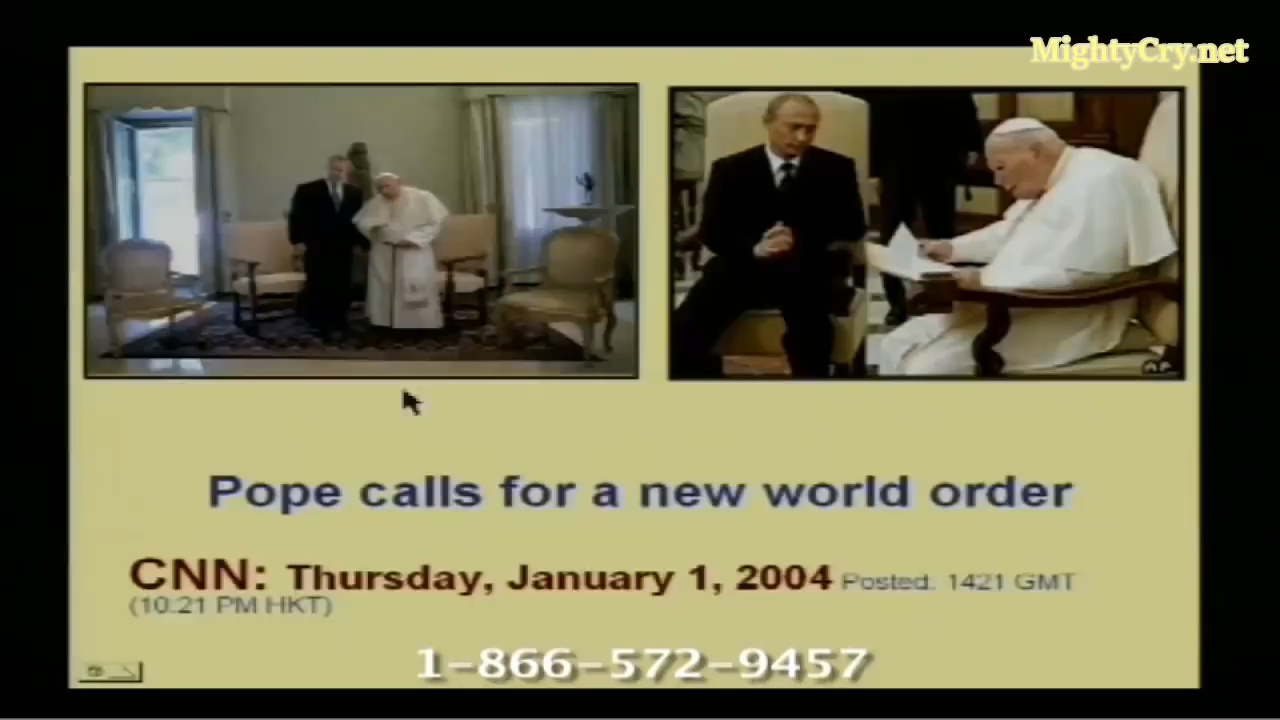 MightyCry.net
Pope calls for a new world order
CNN: Thursday, January 1, 2004 Posted: 1421 GMT
(10:21 PM HKT)
1-866-572-9457